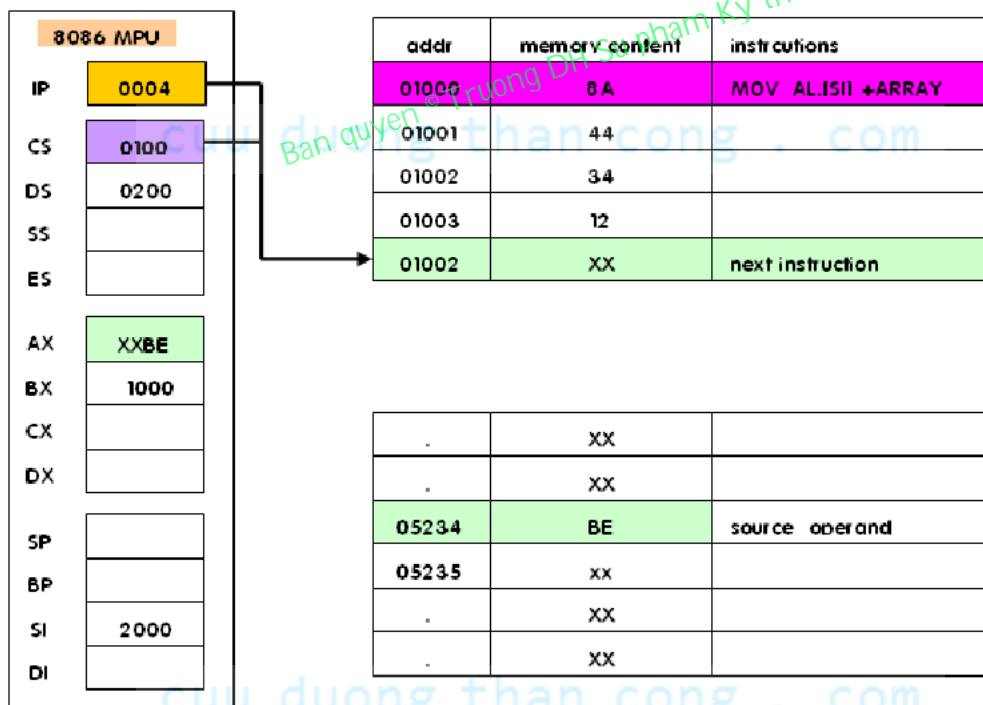 8086 MPU
IP 0004
CS 0100
DS 0200
SS
ES
AX XXBE
BX 1000
CX
DX
SP
BP
SI 2000
DI
addr memory content instrcutions
01000 8A MOV AL.[SI] +ARRAY
01001 44
01002 34
01003 12
01002 XX next instruction
. XX
. XX
05234 BE source operand
05235 xx
. XX
. XX
Ban quyen © Truong DH Su pham Ky th
cuu duong than cong . com
cuu duong than cong . com